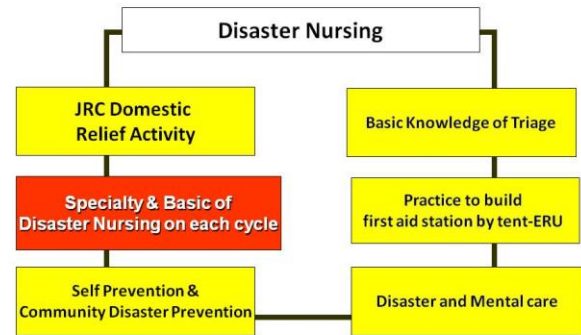 Disaster Nursing
JRC Domestic
Relief Activity
Specialty & Basic of
Disaster Nursing on each cycle
Self Prevention &
Community Disaster Prevention
Basic Knowledge of Triage
Practice to build
first aid station by tent-ERU
Disaster and Mental care